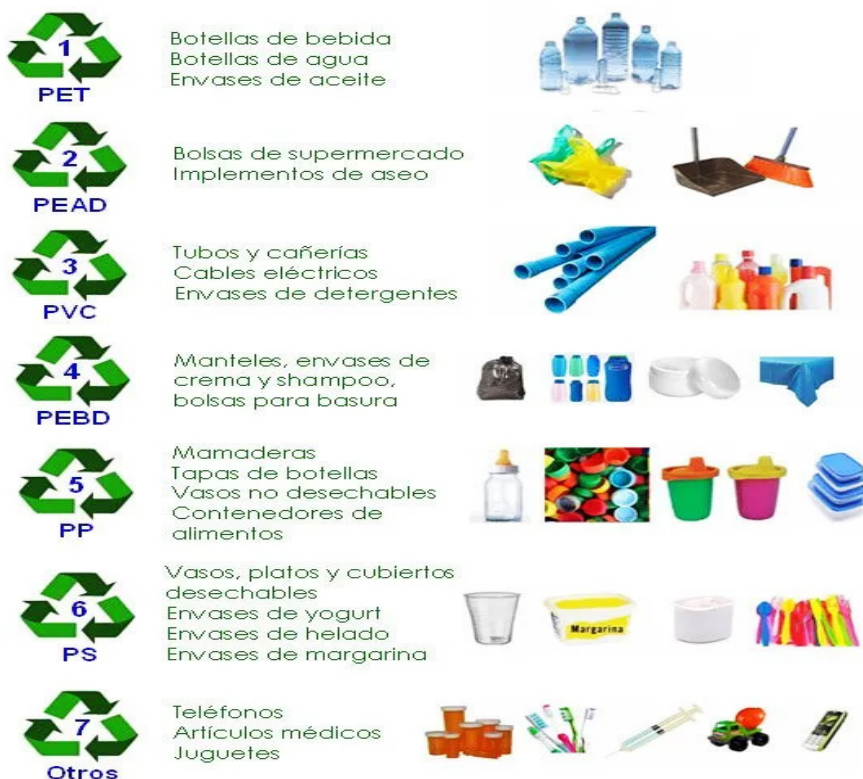 1
PET
Botellas de bebida
Botellas de agua
Envases de aceite
2
PEAD
Bolsas de supermercado
Implementos de aseo
3
PVC
Tubos y cañerías
Cables eléctricos
Envases de detergentes
4
PEBD
Manteles, envases de
crema y shampoo,
bolsas para basura
5
PP
Mamaderas
Tapas de botellas
Vasos no desechables
Contenedores de
alimentos
6
PS
Vasos, platos y cubiertos
desechables
Envases de yogurt
Envases de helado
Envases de margarina
Margarina
7
Otros
Teléfonos
Artículos médicos
Juguetes